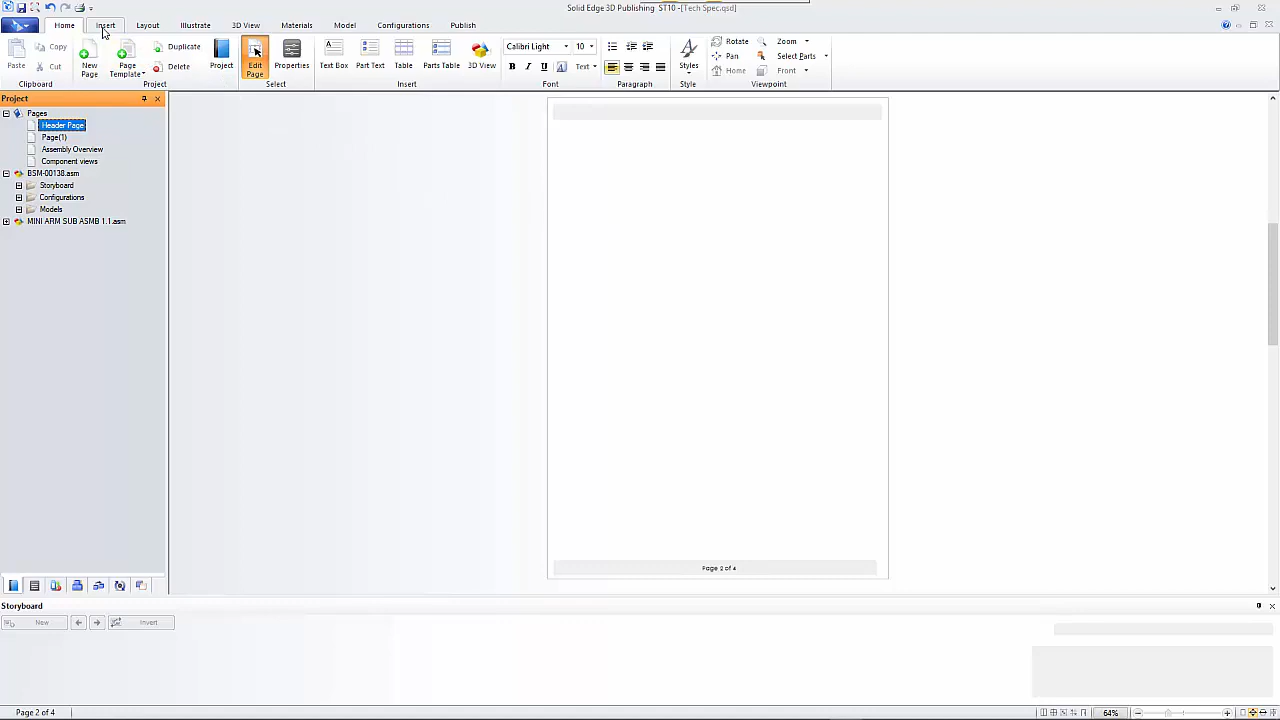 Solid Edge 3D Publishing ST10 -[Tech Spec.qsd]
Home Insert Layout Illustrate 3D View Materials Model Configurations Publish
Paste Copy Cut New Page Page Template Duplicate Delete Project Edit Page Properties Text Box Part Text Table Parts Table 3D View Calibri Light 10 B I U A Text Styles Rotate Zoom
Pan Select Parts
Home Front
Clipboard Project Select Insert Font Paragraph Style Viewpoint
Project
Pages
Header Page
Page(1)
Assembly Overview
Component views
BSM-00138.asm
Storyboard
Configurations
Models
MINI ARM SUB ASMB 1.1.asm
Page 2 of 4
Storyboard
New Invert
Page 2 of 4 64%